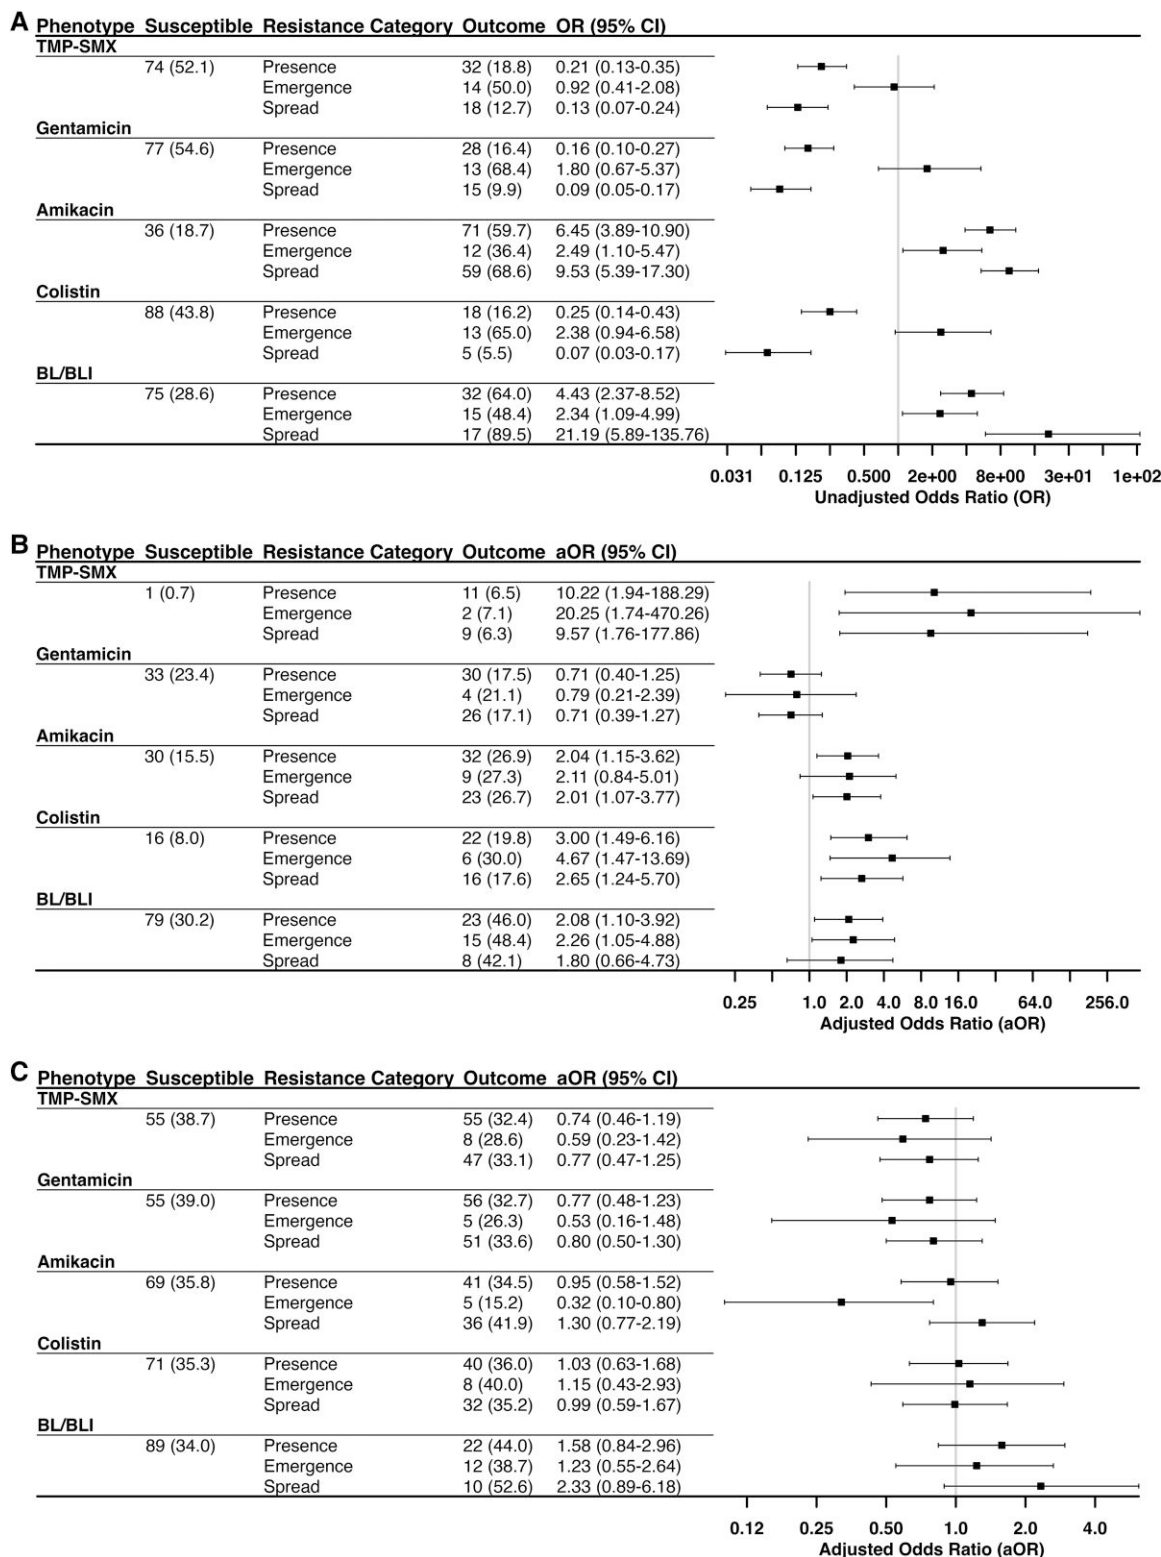 A
Phenotype Susceptible Resistance Category Outcome OR (95% CI)
TMP-SMX
74 (52.1) Presence 32 (18.8) 0.21 (0.13-0.35)
Emergence 14 (50.0) 0.92 (0.41-2.08)
Spread 18 (12.7) 0.13 (0.07-0.24)
Gentamicin
77 (54.6) Presence 28 (16.4) 0.16 (0.10-0.27)
Emergence 13 (68.4) 1.80 (0.67-5.37)
Spread 15 (9.9) 0.09 (0.05-0.17)
Amikacin
36 (18.7) Presence 71 (59.7) 6.45 (3.89-10.90)
Emergence 12 (36.4) 2.49 (1.10-5.47)
Spread 59 (68.6) 9.53 (5.39-17.30)
Colistin
88 (43.8) Presence 18 (16.2) 0.25 (0.14-0.43)
Emergence 13 (65.0) 2.38 (0.94-6.58)
Spread 5 (5.5) 0.07 (0.03-0.17)
BL/BLI
75 (28.6) Presence 32 (64.0) 4.43 (2.37-8.52)
Emergence 15 (48.4) 2.34 (1.09-4.99)
Spread 17 (89.5) 21.19 (5.89-135.76)
0.031 0.125 0.500 2e+00 8e+00 3e+01 1e+02
Unadjusted Odds Ratio (OR)
B
Phenotype Susceptible Resistance Category Outcome aOR (95% CI)
TMP-SMX
1 (0.7) Presence 11 (6.5) 10.22 (1.94-188.29)
Emergence 2 (7.1) 20.25 (1.74-470.26)
Spread 9 (6.3) 9.57 (1.76-177.86)
Gentamicin
33 (23.4) Presence 30 (17.5) 0.71 (0.40-1.25)
Emergence 4 (21.1) 0.79 (0.21-2.39)
Spread 26 (17.1) 0.71 (0.39-1.27)
Amikacin
30 (15.5) Presence 32 (26.9) 2.04 (1.15-3.62)
Emergence 9 (27.3) 2.11 (0.84-5.01)
Spread 23 (26.7) 2.01 (1.07-3.77)
Colistin
16 (8.0) Presence 22 (19.8) 3.00 (1.49-6.16)
Emergence 6 (30.0) 4.67 (1.47-13.69)
Spread 16 (17.6) 2.65 (1.24-5.70)
BL/BLI
79 (30.2) Presence 23 (46.0) 2.08 (1.10-3.92)
Emergence 15 (48.4) 2.26 (1.05-4.88)
Spread 8 (42.1) 1.80 (0.66-4.73)
0.25 1.0 2.0 4.0 8.0 16.0 64.0 256.0
Adjusted Odds Ratio (aOR)
C
Phenotype Susceptible Resistance Category Outcome aOR (95% CI)
TMP-SMX
55 (38.7) Presence 55 (32.4) 0.74 (0.46-1.19)
Emergence 8 (28.6) 0.59 (0.23-1.42)
Spread 47 (33.1) 0.77 (0.47-1.25)
Gentamicin
55 (39.0) Presence 56 (32.7) 0.77 (0.48-1.23)
Emergence 5 (26.3) 0.53 (0.16-1.48)
Spread 51 (33.6) 0.80 (0.50-1.30)
Amikacin
69 (35.8) Presence 41 (34.5) 0.95 (0.58-1.52)
Emergence 5 (15.2) 0.32 (0.10-0.80)
Spread 36 (41.9) 1.30 (0.77-2.19)
Colistin
71 (35.3) Presence 40 (36.0) 1.03 (0.63-1.68)
Emergence 8 (40.0) 1.15 (0.43-2.93)
Spread 32 (35.2) 0.99 (0.59-1.67)
BL/BLI
89 (34.0) Presence 22 (44.0) 1.58 (0.84-2.96)
Emergence 12 (38.7) 1.23 (0.55-2.64)
Spread 10 (52.6) 2.33 (0.89-6.18)
0.12 0.25 0.50 1.0 2.0 4.0
Adjusted Odds Ratio (aOR)